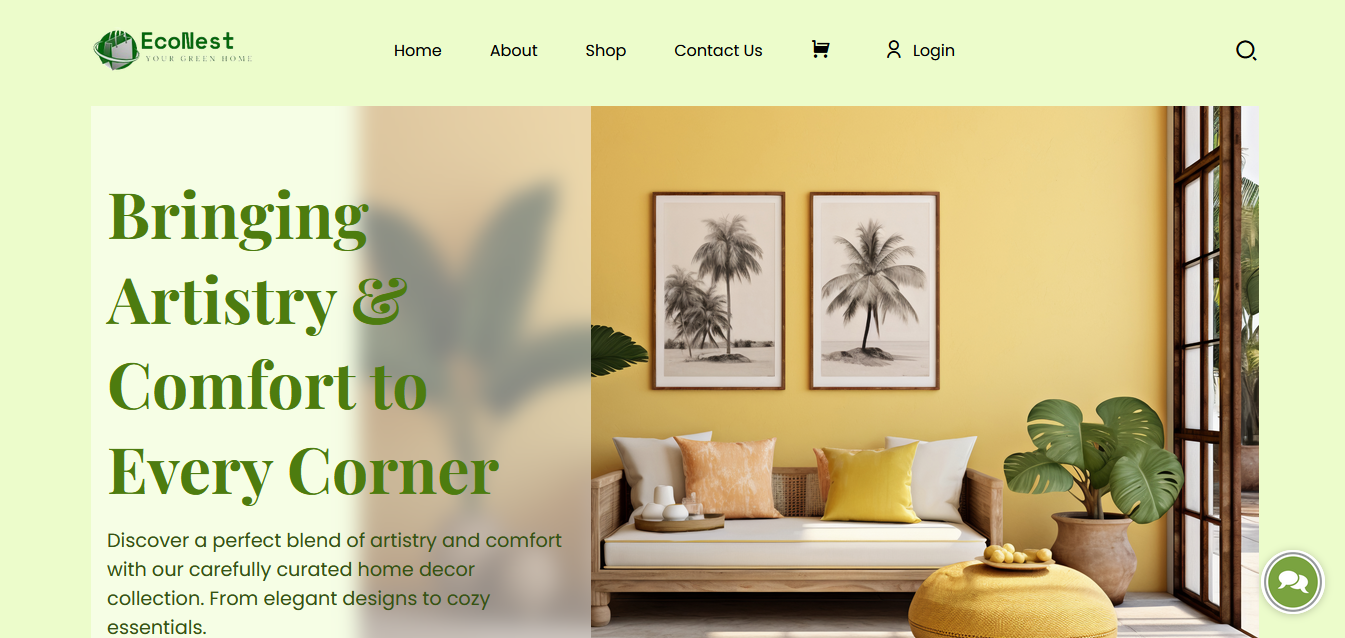 EcoNest
YOUR GREEN HOME
Home
About
Shop
Contact Us
Login
Bringing
Artistry &
Comfort to
Every Corner
Discover a perfect blend of artistry and comfort
with our carefully curated home decor
collection. From elegant designs to cozy
essentials.